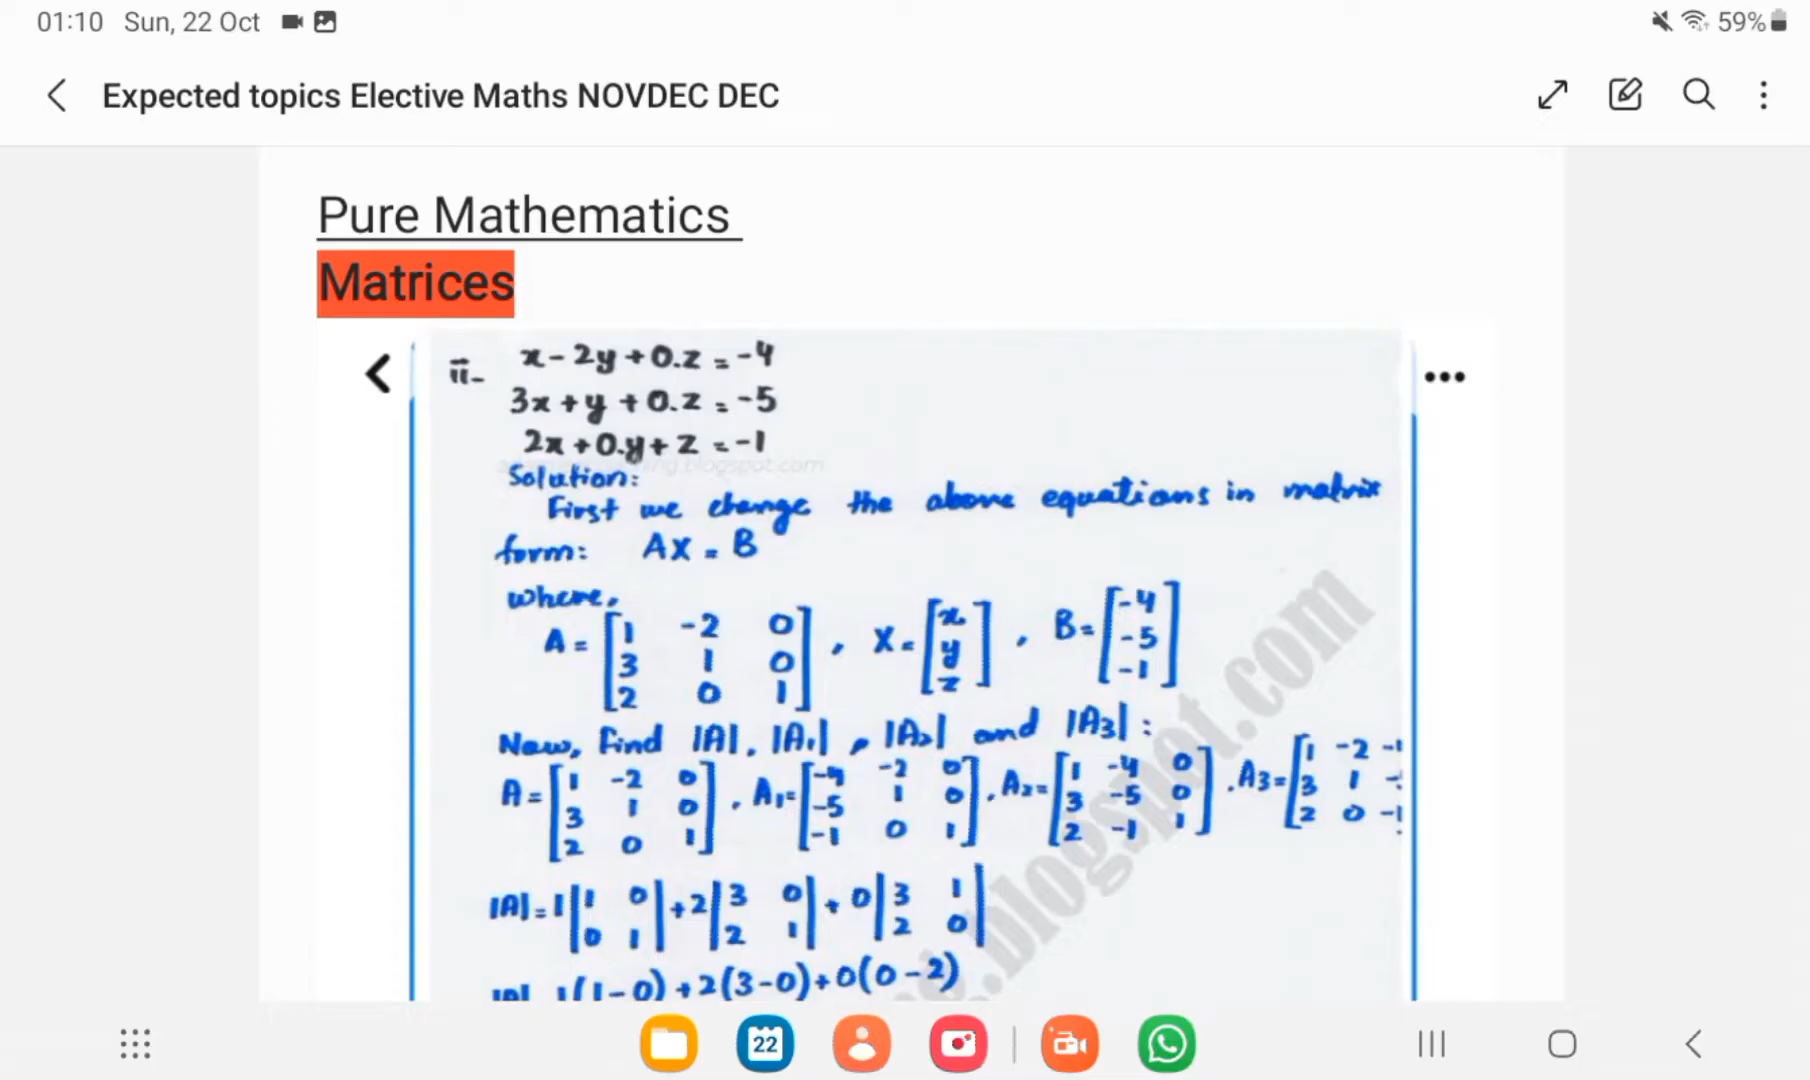 01:10 Sun, 22 Oct 59%
Expected topics Elective Maths NOVDEC DEC
Pure Mathematics
Matrices
ii- x - 2y + 0.z = -4
3x + y + 0.z = -5
2x + 0.y + z = -1
Solution:
First we change the above equations in matrix
form: AX = B
where,
A = [1 -2 0, X = [x, B = [-4
3 1 0 y -5
2 0 1] z] -1]
Now, find |A|, |A1|, |A2| and |A3|:
A = [1 -2 0, A1 = [-4 -2 0, A2 = [1 -4 0, A3 = [1 -2
3 1 0 -5 1 0 3 -5 0 3 1
2 0 1] -1 0 1] 2 -1 1] 2 0 -1
|A| = 1 |1 0 + 2 |3 0 + 0 |3 1
0 1| 2 1| 2 0|
|A| 1(1-0) + 2(3-0) + 0(0-2)
.blogspot.com
22